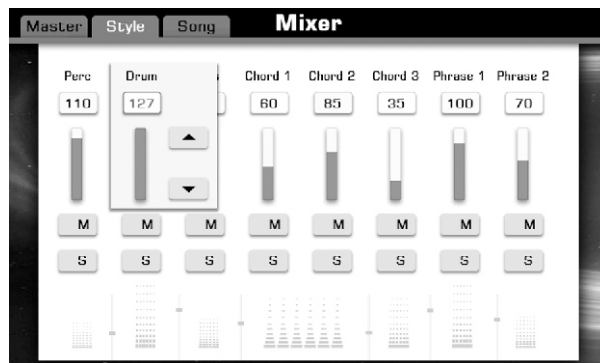 Master Style Song Mixer
Perc Drum Chord 1 Chord 2 Chord 3 Phrase 1 Phrase 2
110 127 60 85 35 100 70
M M M M M M M M
S S S S S S S S